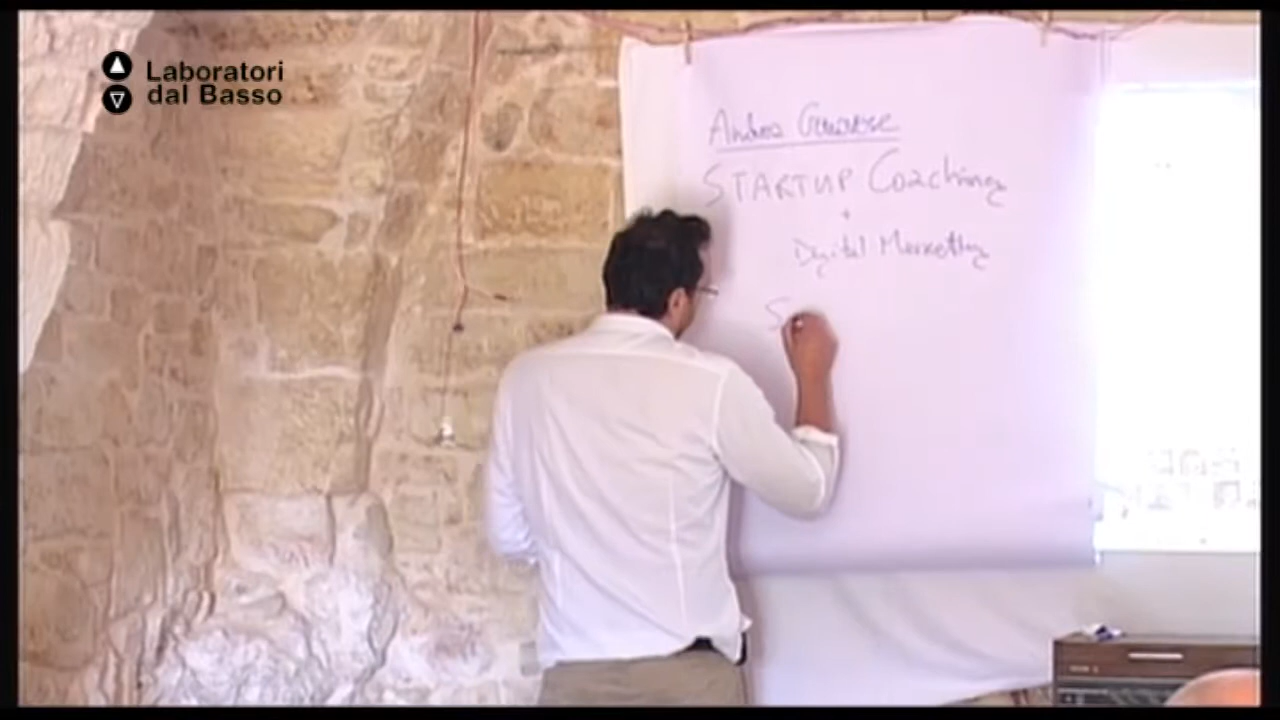 Laboratori
dal Basso
Andrea Genovese
STARTUP Coaching
+
Digital Marketing
S